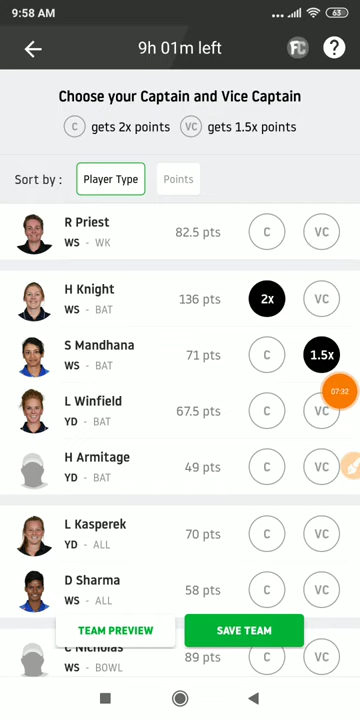 9:58 AM
63
9h 01m left
FC ?
Choose your Captain and Vice Captain
C gets 2x points VC gets 1.5x points
Sort by : Player Type Points
R Priest
WS - WK
82.5 pts C VC
H Knight
WS - BAT
136 pts 2x VC
S Mandhana
WS - BAT
71 pts C 1.5x
07:32
L Winfield
YD - BAT
67.5 pts C VC
H Armitage
YD - BAT
49 pts C VC
L Kasperek
YD - ALL
70 pts C VC
D Sharma
WS - ALL
58 pts C VC
TEAM PREVIEW SAVE TEAM
C Nicholas
WS - BOWL
89 pts C VC